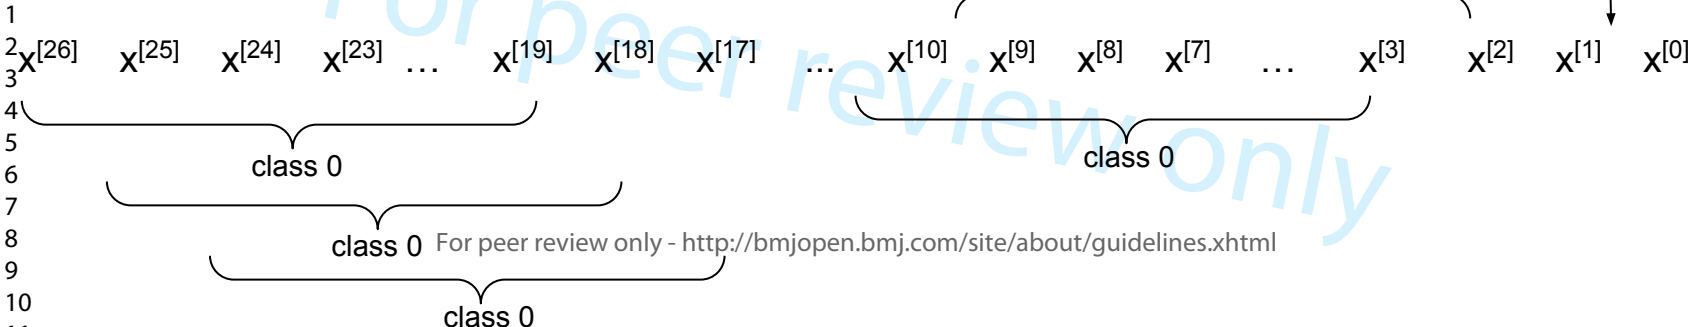 1
2
x[26] x[25] x[24] x[23] ... x[19] x[18] x[17] ... x[10] x[9] x[8] x[7] ... x[3] x[2] x[1] x[0]
3
4
5
class 0 class 0
6
7
8
class 0 For peer review only - http://bmjopen.bmj.com/site/about/guidelines.xhtml
9
10
class 0
For peer review only